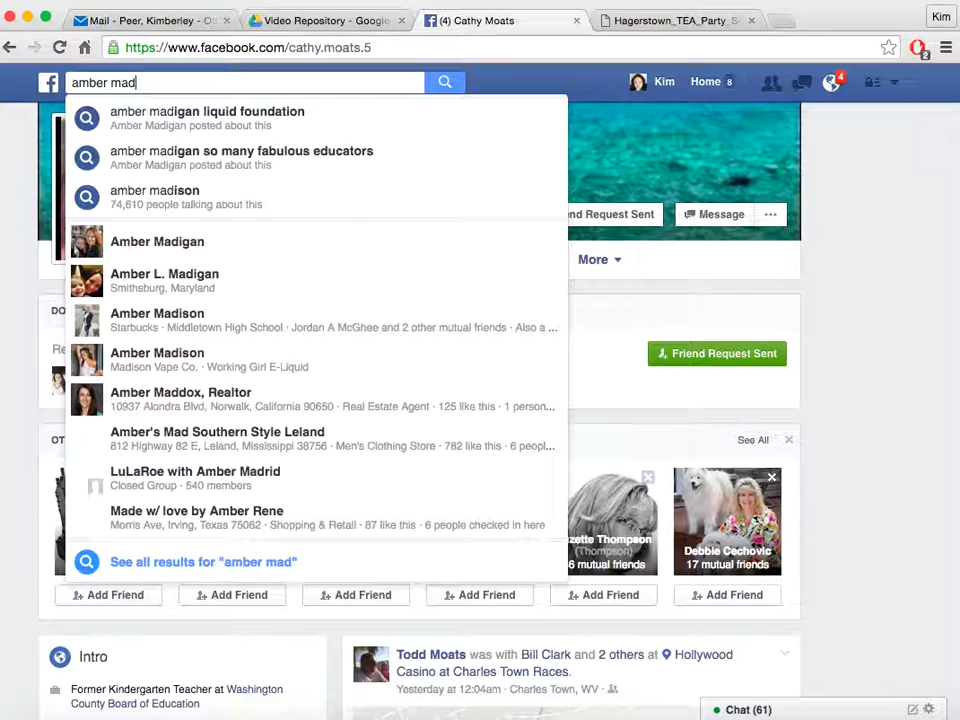 Mail - Peer, Kimberley - O
Video Repository - Google
(4) Cathy Moats
Hagerstown_TEA_Party_S
Kim
https://www.facebook.com/cathy.moats.5
2
amber mad
Kim
Home 8
4
amber madigan liquid foundation
Amber Madigan posted about this
amber madigan so many fabulous educators
Amber Madigan posted about this
amber madison
74,610 people talking about this
nd Request Sent
Message
Amber Madigan
More
Amber L. Madigan
Smithsburg, Maryland
DO
Amber Madison
Starbucks · Middletown High School · Jordan A McGhee and 2 other mutual friends · Also a ...
Re
Amber Madison
Madison Vape Co. · Working Girl E-Liquid
Friend Request Sent
Amber Maddox, Realtor
10937 Alondra Blvd, Norwalk, California 90650 · Real Estate Agent · 125 like this · 1 person...
Amber's Mad Southern Style Leland
812 Highway 82 E, Leland, Mississippi 38756 · Men's Clothing Store · 782 like this · 6 peopl...
OT
See All
LuLaRoe with Amber Madrid
Closed Group · 540 members
Made w/ love by Amber Rene
Morris Ave, Irving, Texas 75062 · Shopping & Retail · 87 like this · 6 people checked in here
See all results for "amber mad"
zette Thompson
(Thompson)
6 mutual friends
Debbie Cechovic
17 mutual friends
Add Friend
Add Friend
Add Friend
Add Friend
Add Friend
Add Friend
Intro
Former Kindergarten Teacher at Washington
County Board of Education
Todd Moats was with Bill Clark and 2 others at Hollywood
Casino at Charles Town Races.
Yesterday at 12:04am · Charles Town, WV ·
Chat (61)